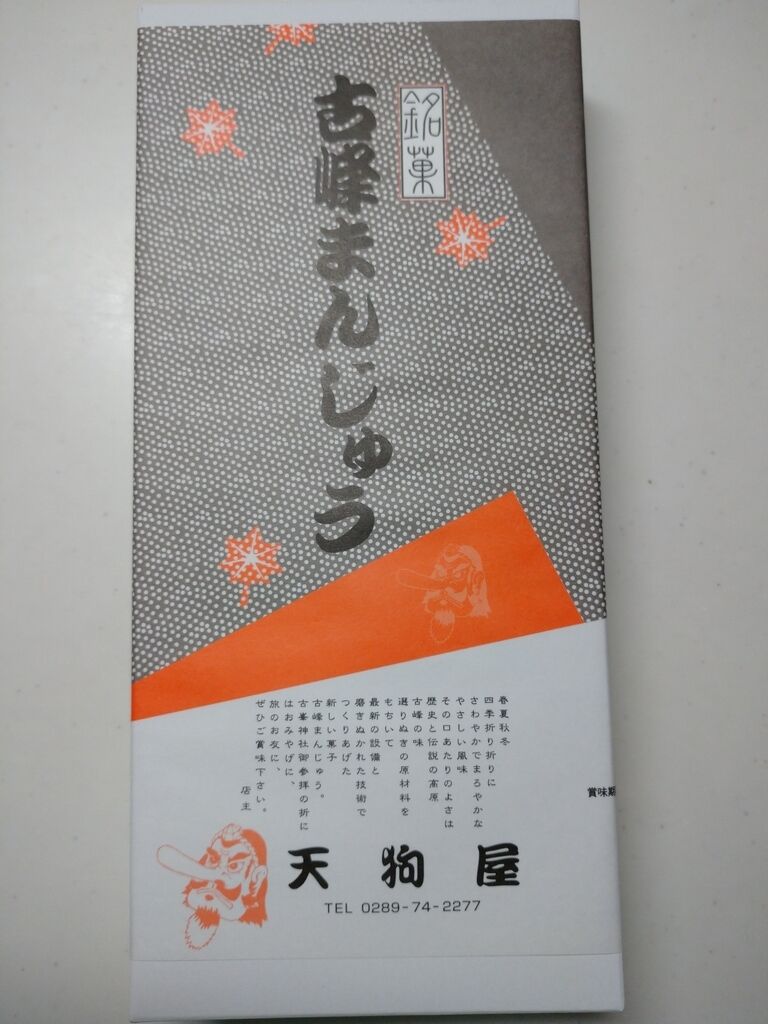 銘菓
古峰まんじゅう
春夏秋冬
四季折り折りに
さわやかでまろやかな
やさしい風味
その口あたりのよさは
歴史と伝説の高原
古峰の味
選りぬきの原材料を
もちいて
最新の設備と
磨きぬかれた技術で
つくりあげた
新しい菓子
古峰まんじゅう。
古峯神社御参拝の折に
はおみやげに、
旅のお友に、
ぜひご賞味下さい。
店主
賞味期
天狗屋
TEL 0289-74-2277